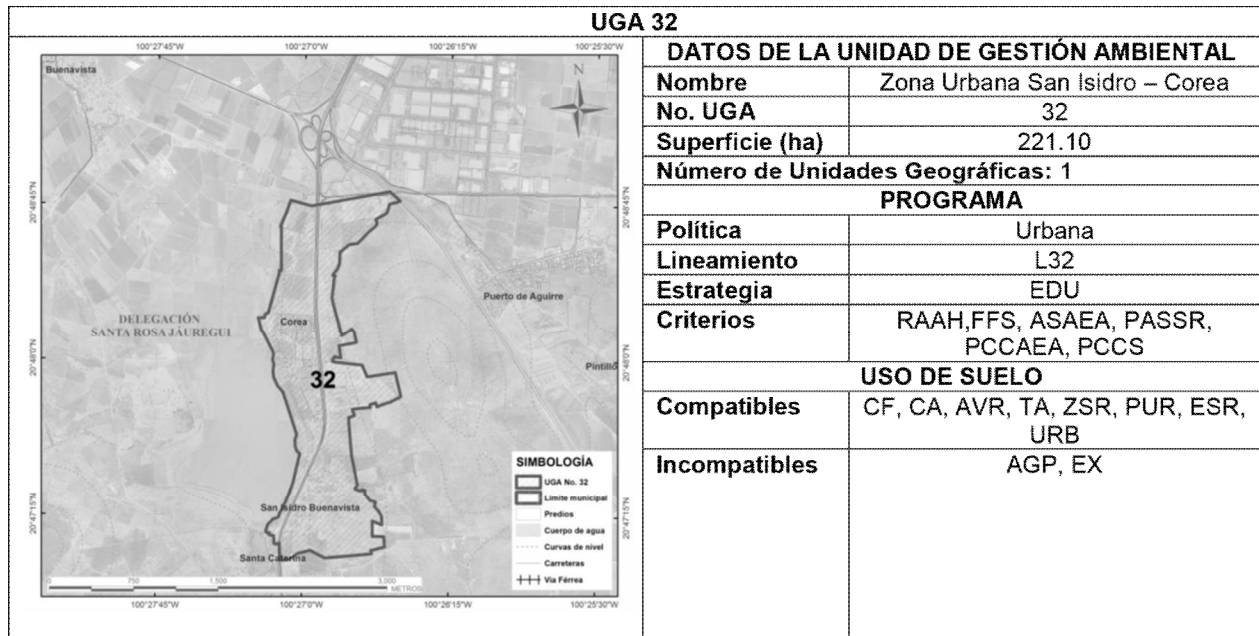 UGA 32
100°27'45"W 100°27'0"W 100°26'15"W 100°25'30"W
Buenavista
N
20°48'45"N
20°48'45"N
Puerto de Aguirre
DELEGACIÓN
SANTA ROSA JÁUREGUI
Corea
20°48'0"N
20°48'0"N
32
SIMBOLOGÍA
UGA No. 32
Límite municipal
Predios
Cuerpo de agua
Curvas de nivel
Carreteras
Vía Férrea
20°47'15"N
20°47'15"N
San Isidro Buenavista
Santa Catarina
0 750 1,500 3,000
METROS
100°27'45"W 100°27'0"W 100°26'15"W 100°25'30"W
DATOS DE LA UNIDAD DE GESTIÓN AMBIENTAL
Nombre Zona Urbana San Isidro – Corea
No. UGA 32
Superficie (ha) 221.10
Número de Unidades Geográficas: 1
PROGRAMA
Política Urbana
Lineamiento L32
Estrategia EDU
Criterios RAAH,FFS, ASAEA, PASSR,
PCCAEA, PCCS
USO DE SUELO
Compatibles CF, CA, AVR, TA, ZSR, PUR, ESR,
URB
Incompatibles AGP, EX